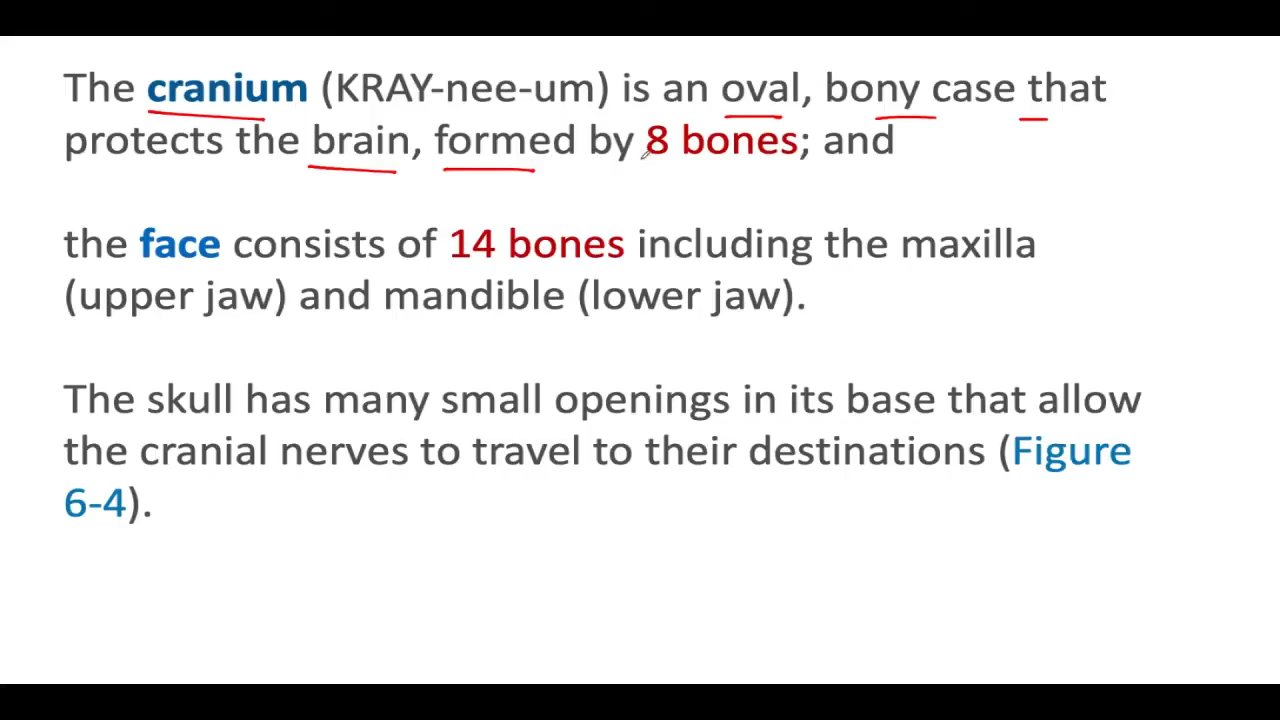 The cranium (KRAY-nee-um) is an oval, bony case that
protects the brain, formed by 8 bones; and
the face consists of 14 bones including the maxilla
(upper jaw) and mandible (lower jaw).
The skull has many small openings in its base that allow
the cranial nerves to travel to their destinations (Figure
6-4).